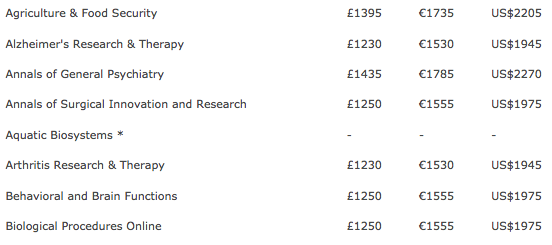 Agriculture & Food Security £1395 €1735 US$2205
Alzheimer's Research & Therapy £1230 €1530 US$1945
Annals of General Psychiatry £1435 €1785 US$2270
Annals of Surgical Innovation and Research £1250 €1555 US$1975
Aquatic Biosystems * - - -
Arthritis Research & Therapy £1230 €1530 US$1945
Behavioral and Brain Functions £1250 €1555 US$1975
Biological Procedures Online £1250 €1555 US$1975